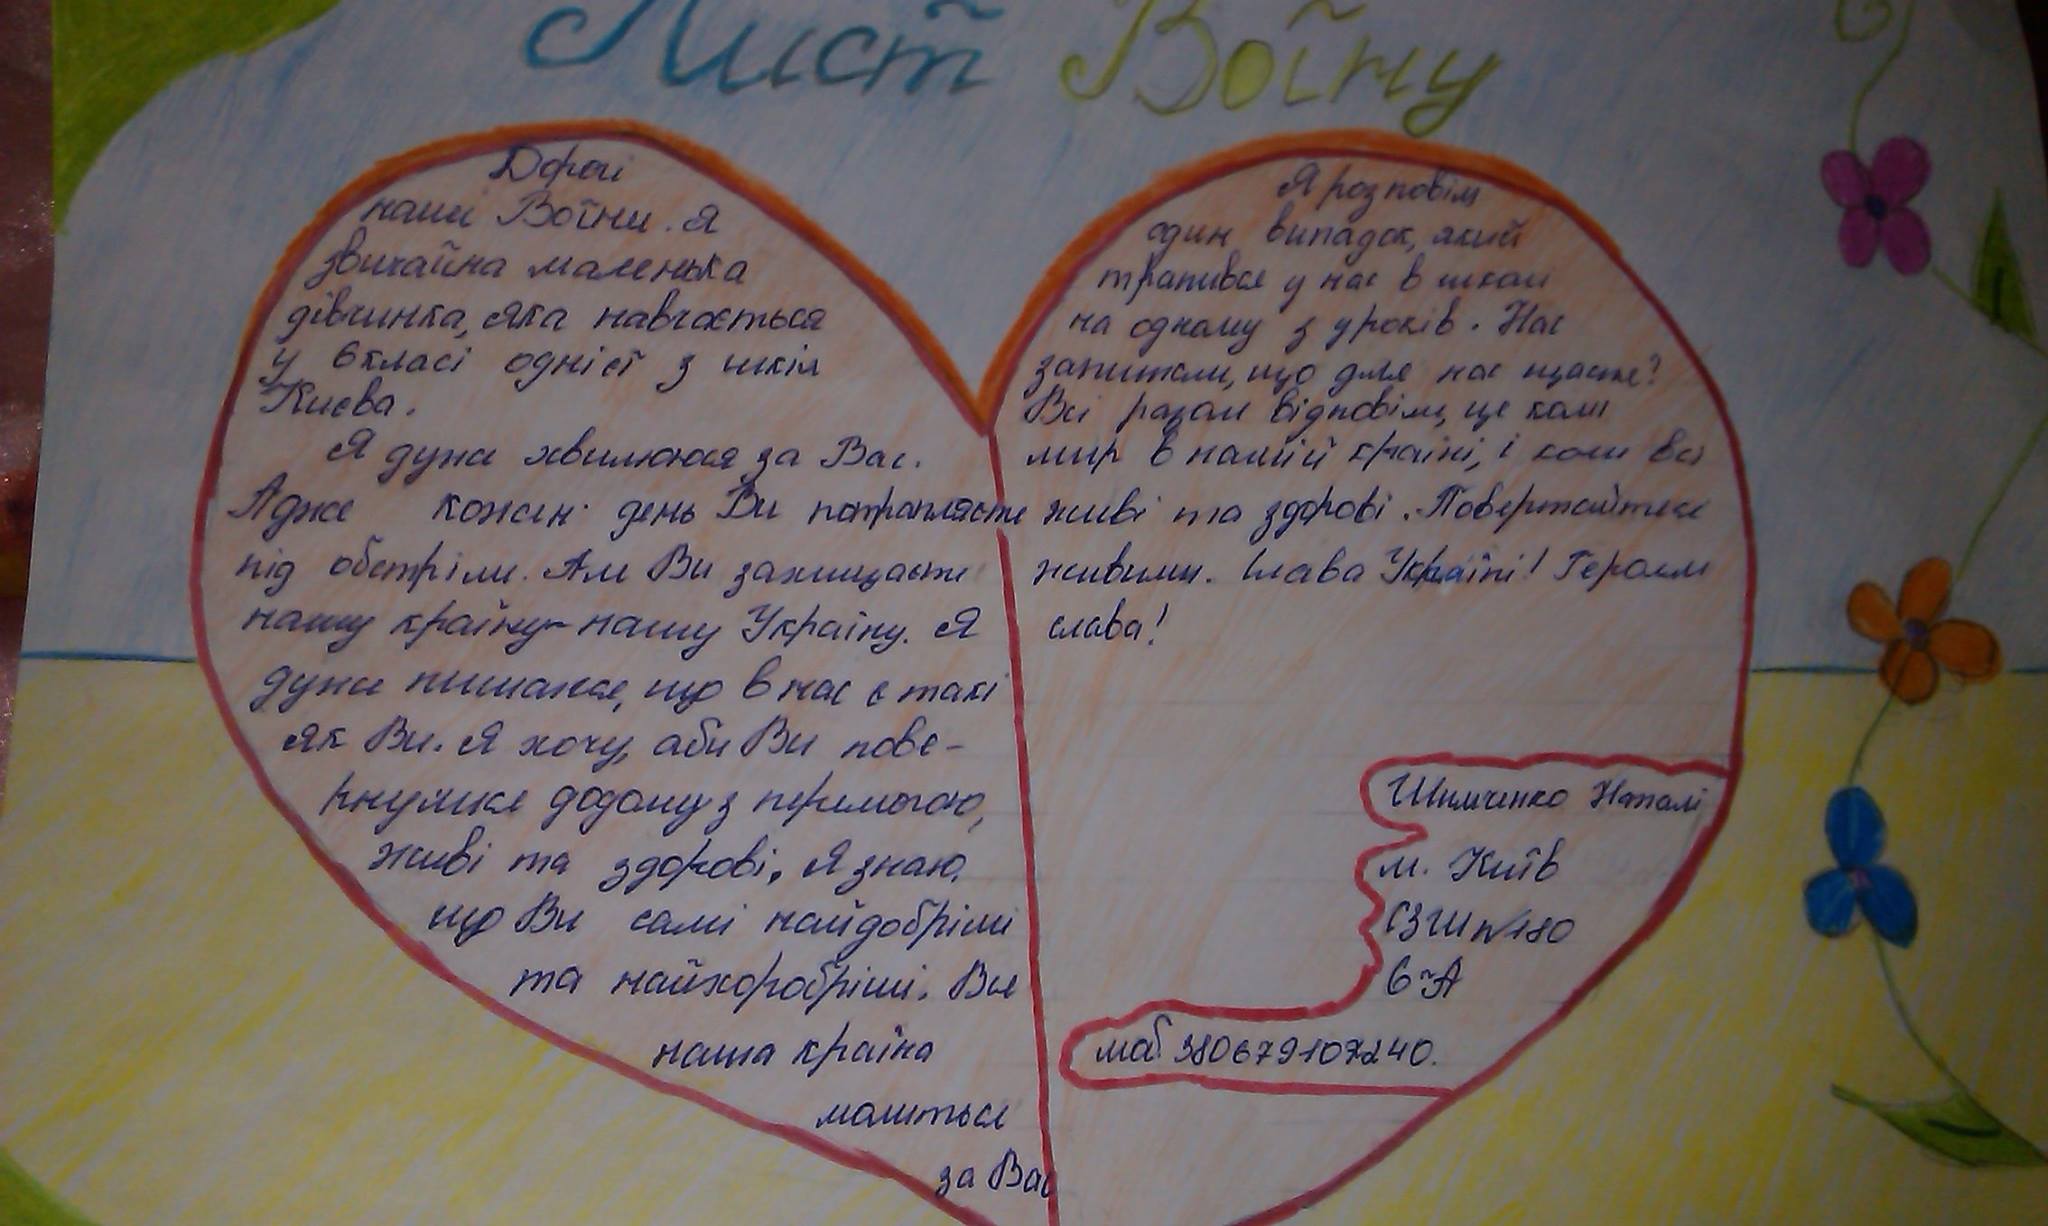 Лист Воїну
Дорогі
наші Воїни. Я
звичайна маленька
дівчинка, яка навчається
у 6 класі однієї з шкіл
Києва.
Я дуже хвилююся за Вас.
Адже кожен день Ви потрапляєте
під обстріли. Але Ви захищаєте
нашу країну - нашу Україну. Я
дуже пишаюся, що в нас є такі
як Ви. Я хочу, аби Ви пове-
рнулися додому з перемогою,
живі та здорові. Я знаю,
що Ви самі найдобріші
та найхоробріші. Вся
наша країна
молиться
за Вас
Я розповім
один випадок, який
трапився у нас в школі
на одному з уроків. Нас
запитали, що для нас щастя?
Всі разом відповіли, це коли
мир в нашій країні, і коли всі
живі та здорові. Повертайтеся
живими. Слава Україні! Героям
слава!
Шимченко Наталі
м. Київ
СЗШ №180
6-А
моб. 380679107240.